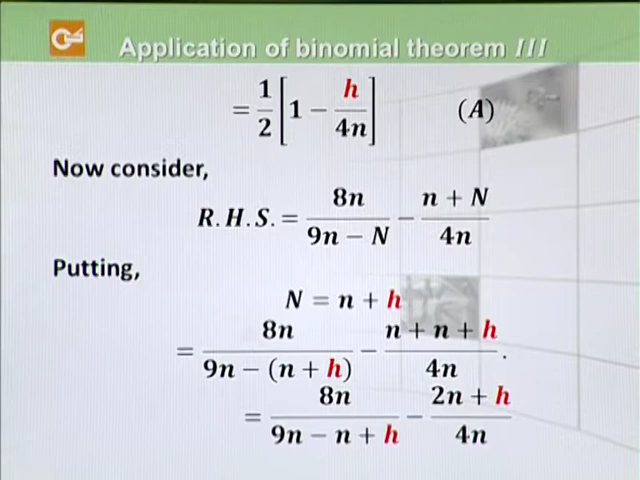 Application of binomial theorem III
= 1/2 [1 − h/4n] (A)
Now consider,
R.H.S. = 8n/(9n − N) − (n + N)/4n
Putting,
N = n + h
= 8n/(9n − (n + h)) − (n + n + h)/4n .
= 8n/(9n − n + h) − (2n + h)/4n